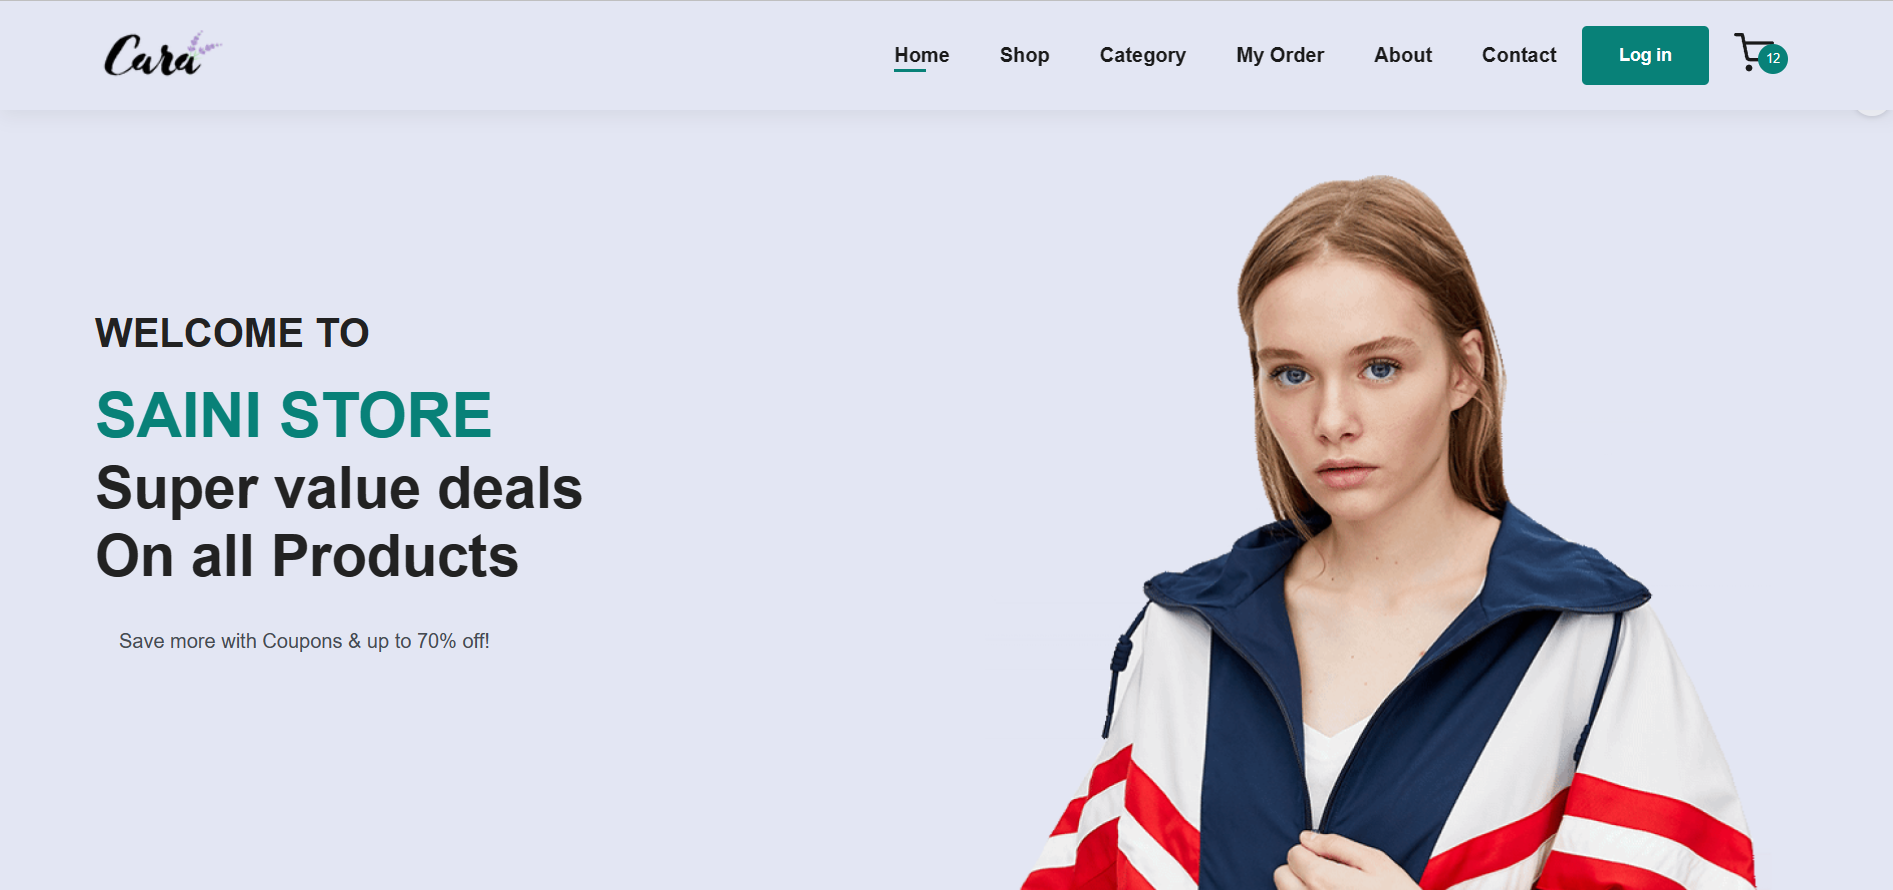 Cara
Home Shop Category My Order About Contact Log in 12
WELCOME TO
SAINI STORE
Super value deals
On all Products
Save more with Coupons & up to 70% off!